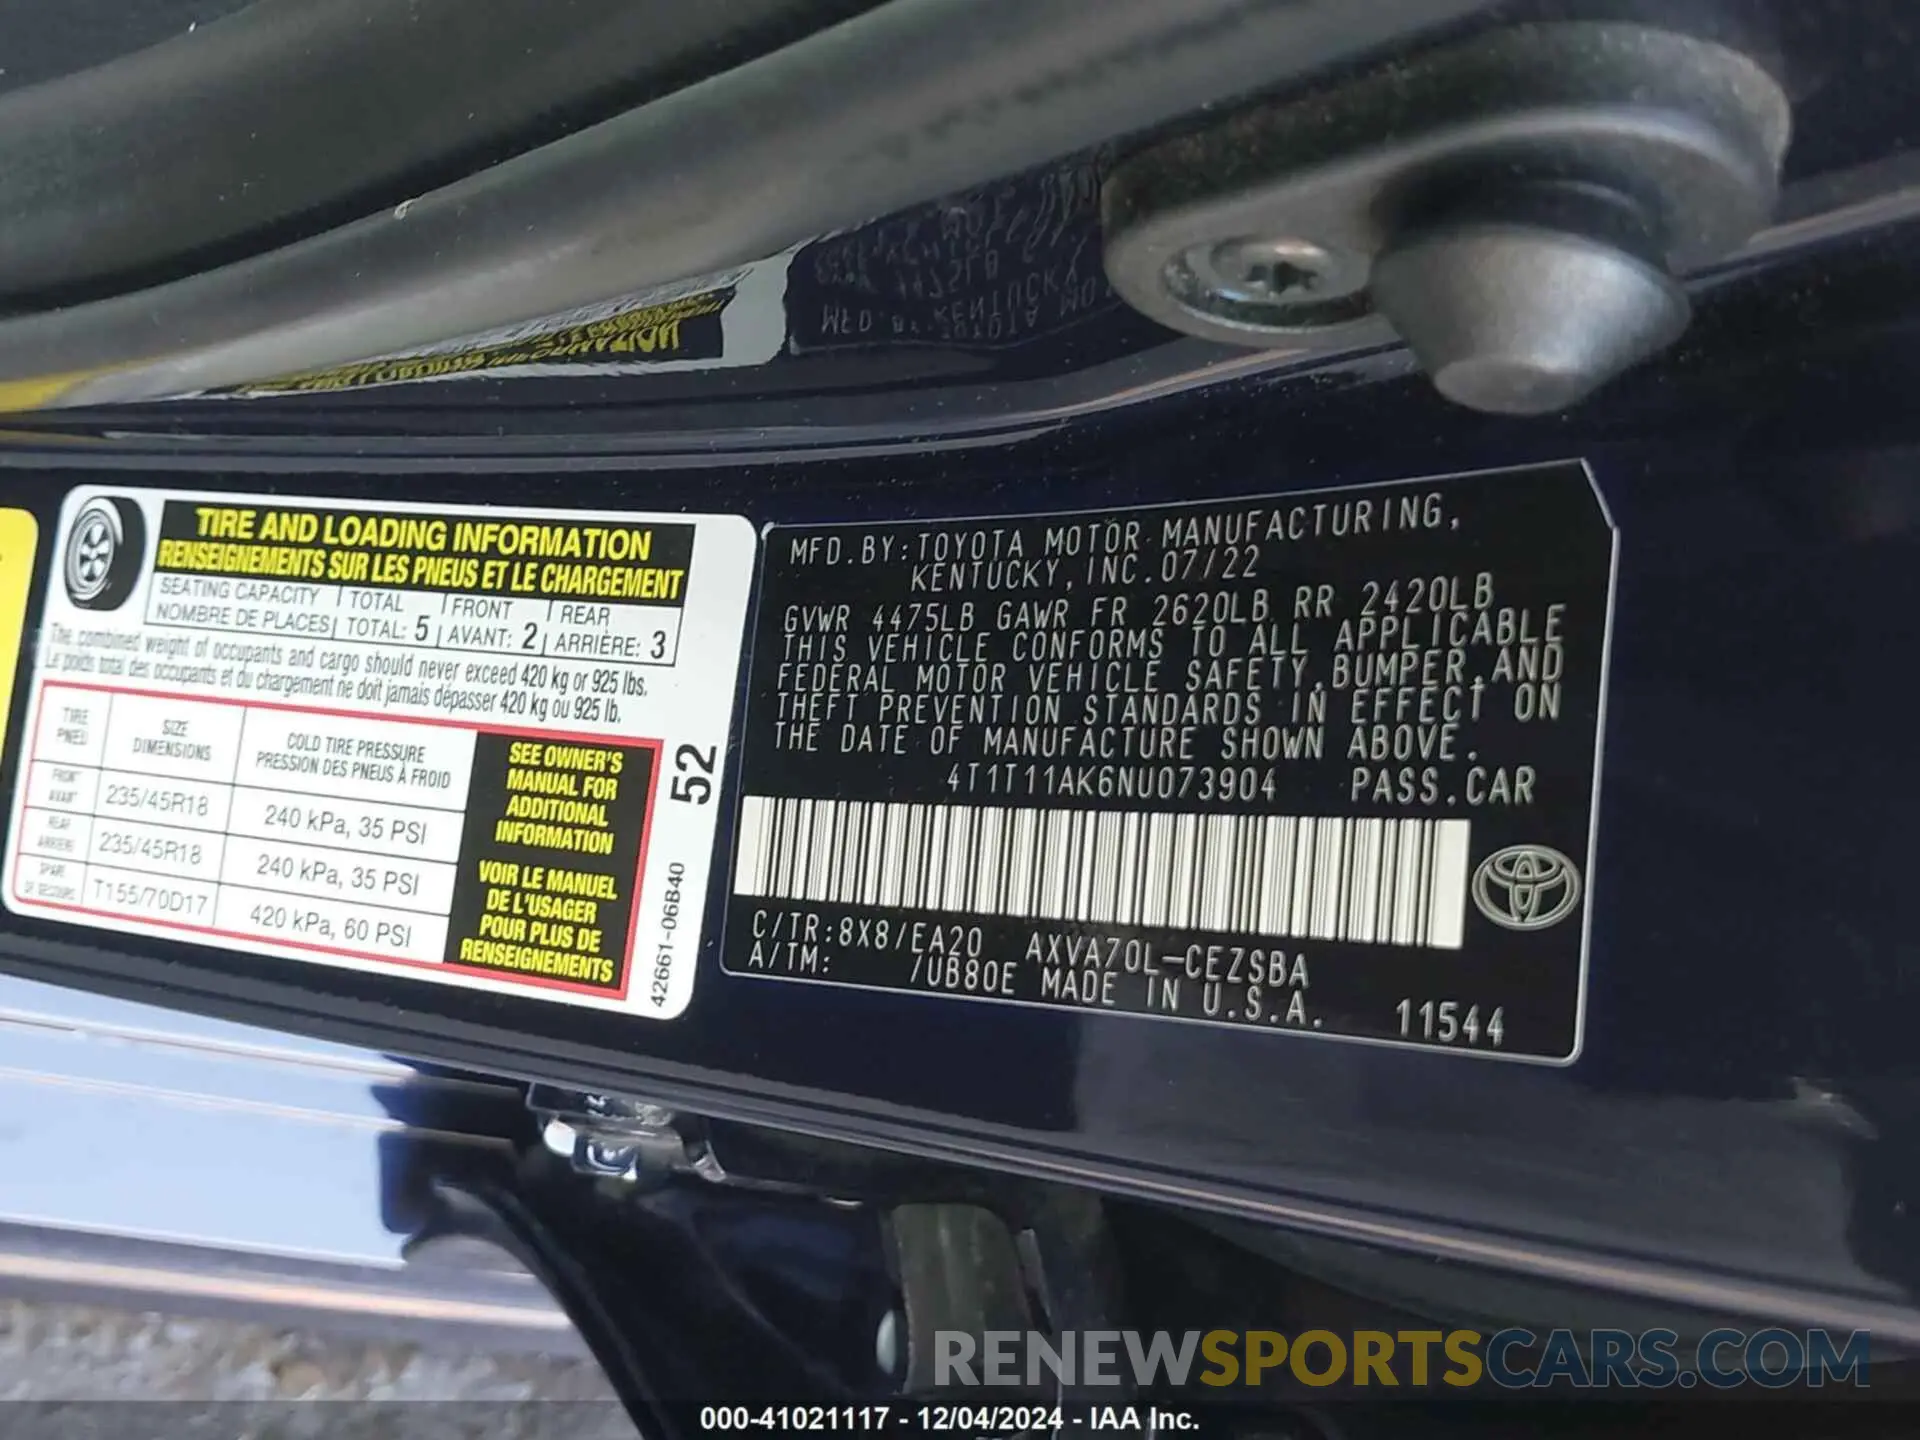 TIRE AND LOADING INFORMATION
RENSEIGNEMENTS SUR LES PNEUS ET LE CHARGEMENT
SEATING CAPACITY TOTAL FRONT REAR
NOMBRE DE PLACES TOTAL: 5 AVANT: 2 ARRIÈRE: 3
The combined weight of occupants and cargo should never exceed 420 kg or 925 lbs.
Le poids total des occupants et du chargement ne doit jamais dépasser 420 kg ou 925 lb.
TIRE
PNEU
SIZE
DIMENSIONS
COLD TIRE PRESSURE
PRESSION DES PNEUS À FROID
FRONT
AVANT
235/45R18
240 kPa, 35 PSI
REAR
ARRIÈRE
235/45R18
240 kPa, 35 PSI
SPARE
DE SECOURS
T155/70D17
420 kPa, 60 PSI
SEE OWNER'S
MANUAL FOR
ADDITIONAL
INFORMATION
VOIR LE MANUEL
DE L'USAGER
POUR PLUS DE
RENSEIGNEMENTS
52
42661-06B40
MFD.BY:TOYOTA MOTOR MANUFACTURING,
KENTUCKY,INC.07/22
GVWR 4475LB GAWR FR 2620LB RR 2420LB
THIS VEHICLE CONFORMS TO ALL APPLICABLE
FEDERAL MOTOR VEHICLE SAFETY,BUMPER,AND
THEFT PREVENTION STANDARDS IN EFFECT ON
THE DATE OF MANUFACTURE SHOWN ABOVE.
4T1T11AK6NU073904 PASS.CAR
C/TR:8X8/EA20 AXVA70L-CEZSBA
A/TM: /UB80E MADE IN U.S.A. 11544
RENEWSPORTSCARS.COM
000-41021117 - 12/04/2024 - IAA Inc.